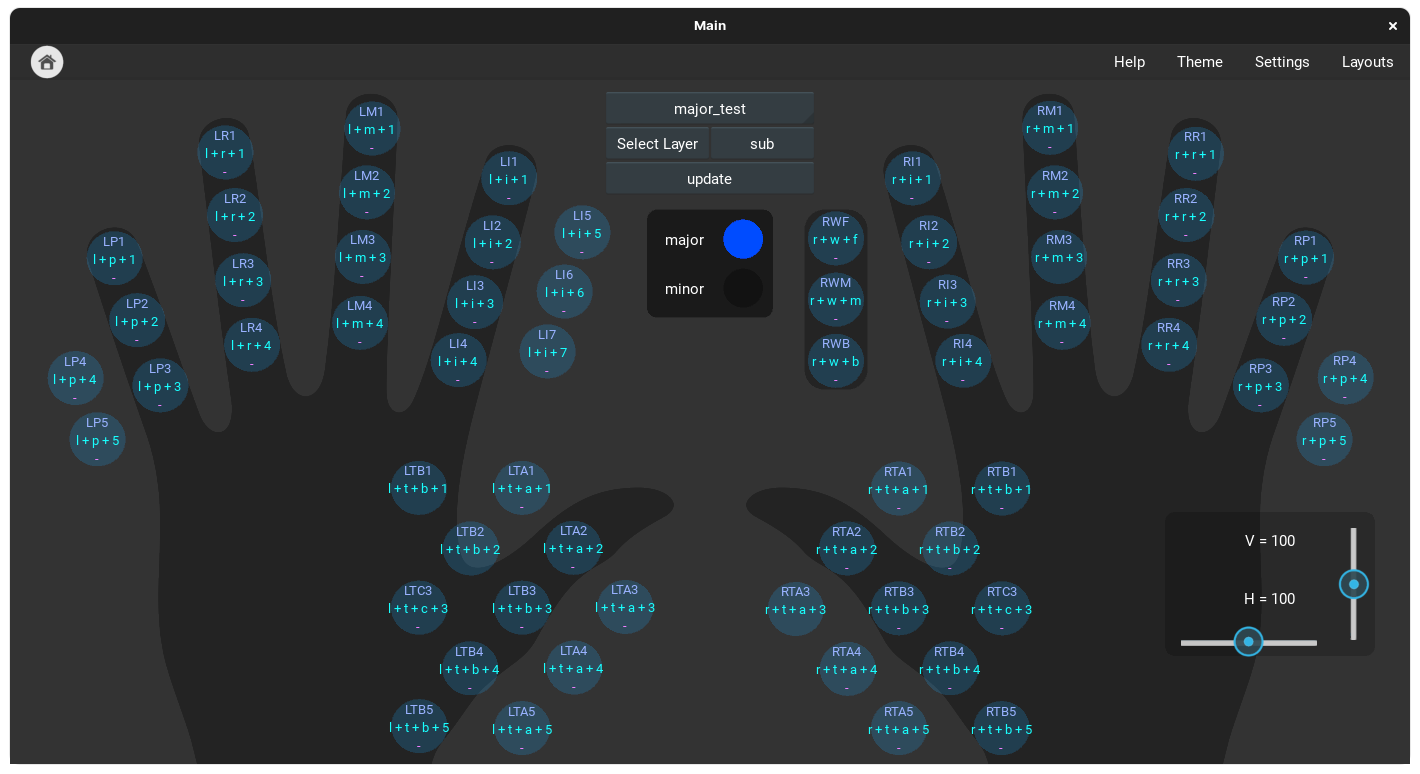 Main
×
Help Theme Settings Layouts
major_test
Select Layer sub
update
major
minor
LP1
l+p+1
-
LP2
l+p+2
-
LP3
l+p+3
-
LP4
l+p+4
-
LP5
l+p+5
-
LR1
l+r+1
-
LR2
l+r+2
-
LR3
l+r+3
-
LR4
l+r+4
-
LM1
l+m+1
-
LM2
l+m+2
-
LM3
l+m+3
-
LM4
l+m+4
-
LI1
l+i+1
-
LI2
l+i+2
-
LI3
l+i+3
-
LI4
l+i+4
-
LI5
l+i+5
-
LI6
l+i+6
-
LI7
l+i+7
-
RWF
r+w+f
-
RWM
r+w+m
-
RWB
r+w+b
-
RI1
r+i+1
-
RI2
r+i+2
-
RI3
r+i+3
-
RI4
r+i+4
-
RM1
r+m+1
-
RM2
r+m+2
-
RM3
r+m+3
-
RM4
r+m+4
-
RR1
r+r+1
-
RR2
r+r+2
-
RR3
r+r+3
-
RR4
r+r+4
-
RP1
r+p+1
-
RP2
r+p+2
-
RP3
r+p+3
-
RP4
r+p+4
-
RP5
r+p+5
-
LTB1
l+t+b+1
LTA1
l+t+a+1
-
LTB2
l+t+b+2
-
LTA2
l+t+a+2
-
LTC3
l+t+c+3
-
LTB3
l+t+b+3
-
LTA3
l+t+a+3
-
LTB4
l+t+b+4
-
LTA4
l+t+a+4
-
LTB5
l+t+b+5
-
LTA5
l+t+a+5
-
RTA1
r+t+a+1
-
RTB1
r+t+b+1
-
RTA2
r+t+a+2
-
RTB2
r+t+b+2
-
RTA3
r+t+a+3
RTB3
r+t+b+3
-
RTC3
r+t+c+3
-
RTA4
r+t+a+4
-
RTB4
r+t+b+4
-
RTA5
r+t+a+5
-
RTB5
r+t+b+5
-
V = 100
H = 100